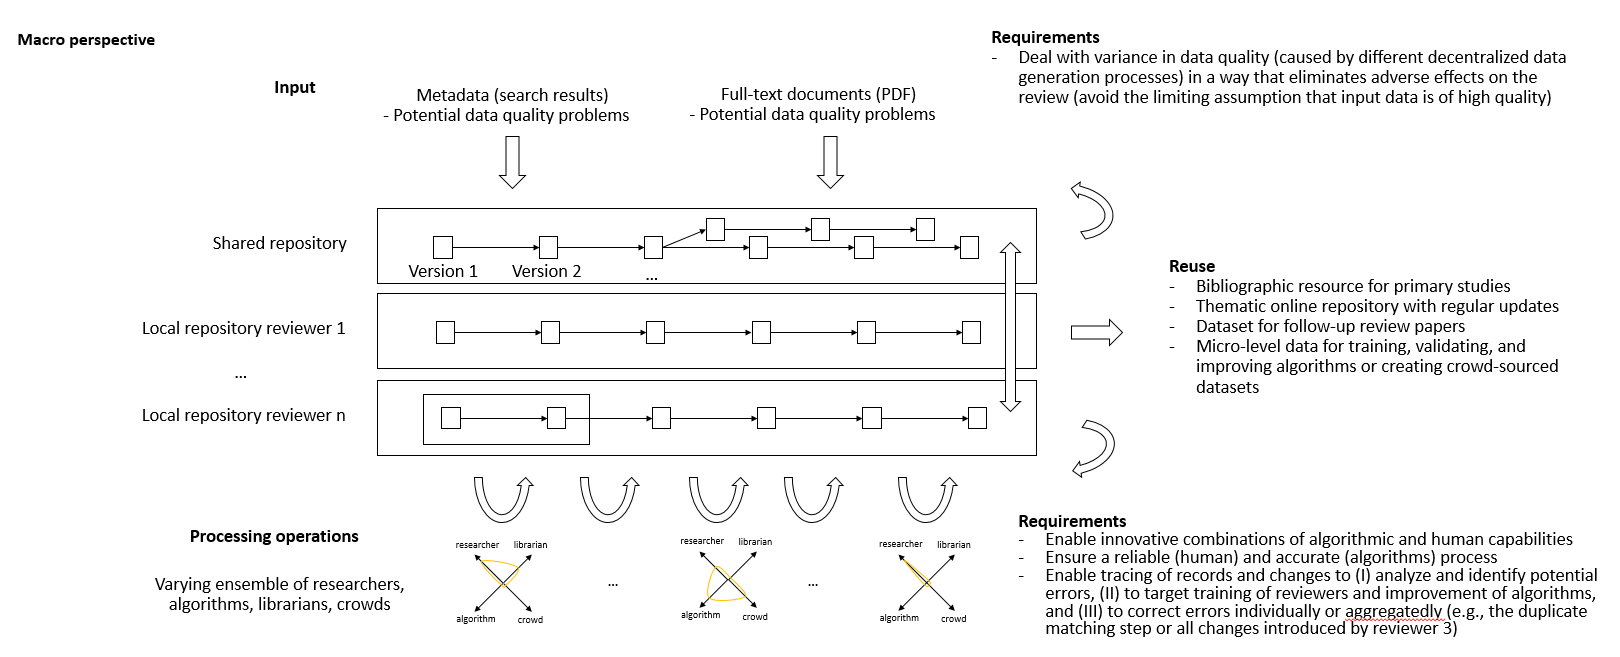 Macro perspective
Input
Metadata (search results)
- Potential data quality problems
Full-text documents (PDF)
- Potential data quality problems
Requirements
- Deal with variance in data quality (caused by different decentralized data
generation processes) in a way that eliminates adverse effects on the
review (avoid the limiting assumption that input data is of high quality)
Shared repository
Version 1
Version 2
...
Local repository reviewer 1
...
Local repository reviewer n
Reuse
- Bibliographic resource for primary studies
- Thematic online repository with regular updates
- Dataset for follow-up review papers
- Micro-level data for training, validating, and
improving algorithms or creating crowd-sourced
datasets
Processing operations
Varying ensemble of researchers,
algorithms, librarians, crowds
researcher librarian
algorithm crowd
...
researcher librarian
algorithm crowd
...
researcher librarian
algorithm crowd
Requirements
- Enable innovative combinations of algorithmic and human capabilities
- Ensure a reliable (human) and accurate (algorithms) process
- Enable tracing of records and changes to (I) analyze and identify potential
errors, (II) to target training of reviewers and improvement of algorithms,
and (III) to correct errors individually or aggregatedly (e.g., the duplicate
matching step or all changes introduced by reviewer 3)